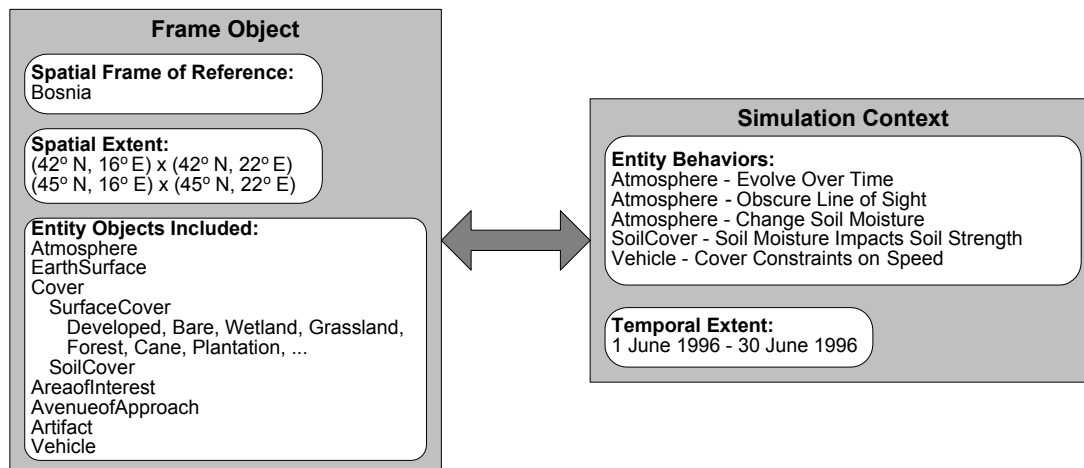 Frame Object
Spatial Frame of Reference:
Bosnia
Spatial Extent:
(42° N, 16° E) x (42° N, 22° E)
(45° N, 16° E) x (45° N, 22° E)
Entity Objects Included:
Atmosphere
EarthSurface
Cover
SurfaceCover
Developed, Bare, Wetland, Grassland,
Forest, Cane, Plantation, ...
SoilCover
AreaofInterest
AvenueofApproach
Artifact
Vehicle
Simulation Context
Entity Behaviors:
Atmosphere - Evolve Over Time
Atmosphere - Obscure Line of Sight
Atmosphere - Change Soil Moisture
SoilCover - Soil Moisture Impacts Soil Strength
Vehicle - Cover Constraints on Speed
Temporal Extent:
1 June 1996 - 30 June 1996